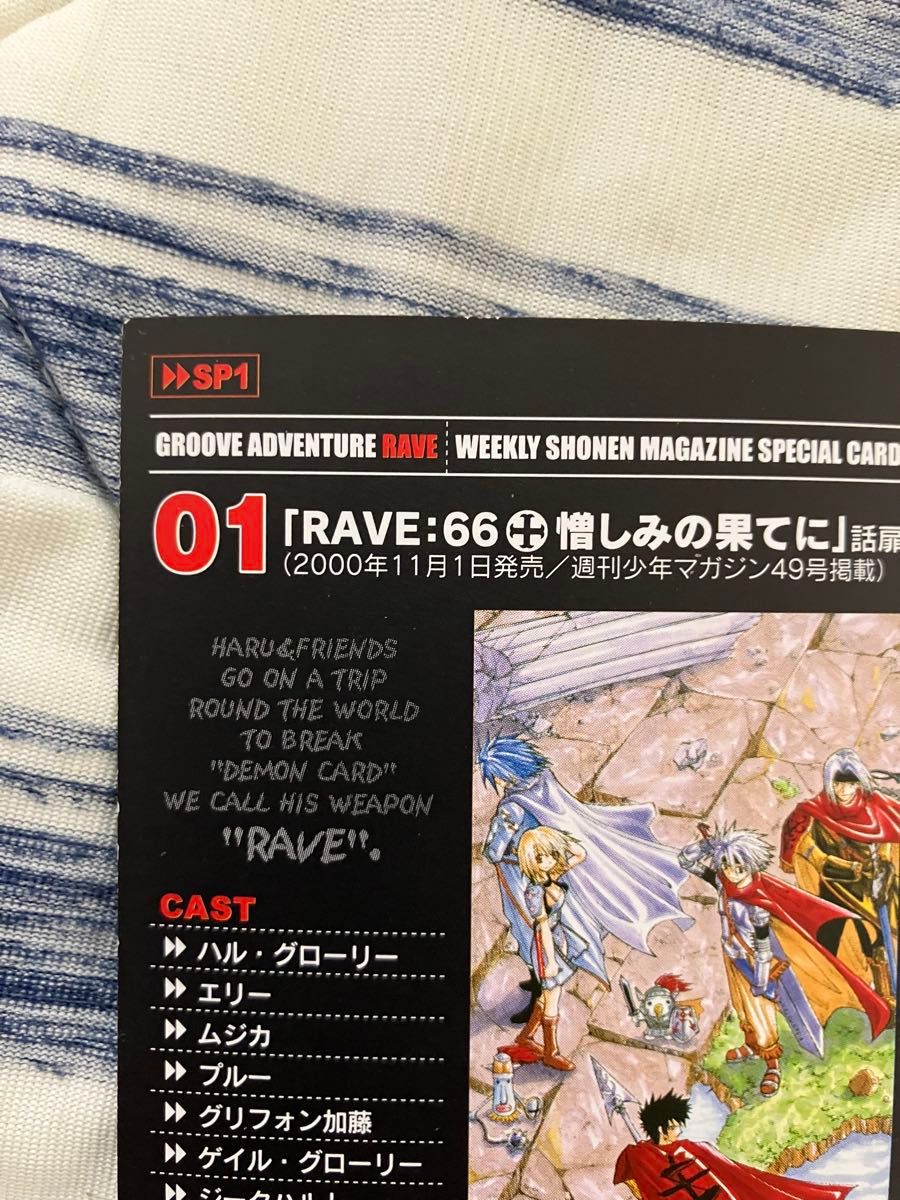 ▶▶SP1
GROOVE ADVENTURE RAVE WEEKLY SHONEN MAGAZINE SPECIAL CARD
01「RAVE:66 憎しみの果てに」話扉
(2000年11月1日発売/週刊少年マガジン49号掲載)
HARU&FRIENDS
GO ON A TRIP
ROUND THE WORLD
TO BREAK
"DEMON CARD"
WE CALL HIS WEAPON
"RAVE".
CAST
ハル・グローリー
エリー
ムジカ
プルー
グリフォン加藤
ゲイル・グローリー